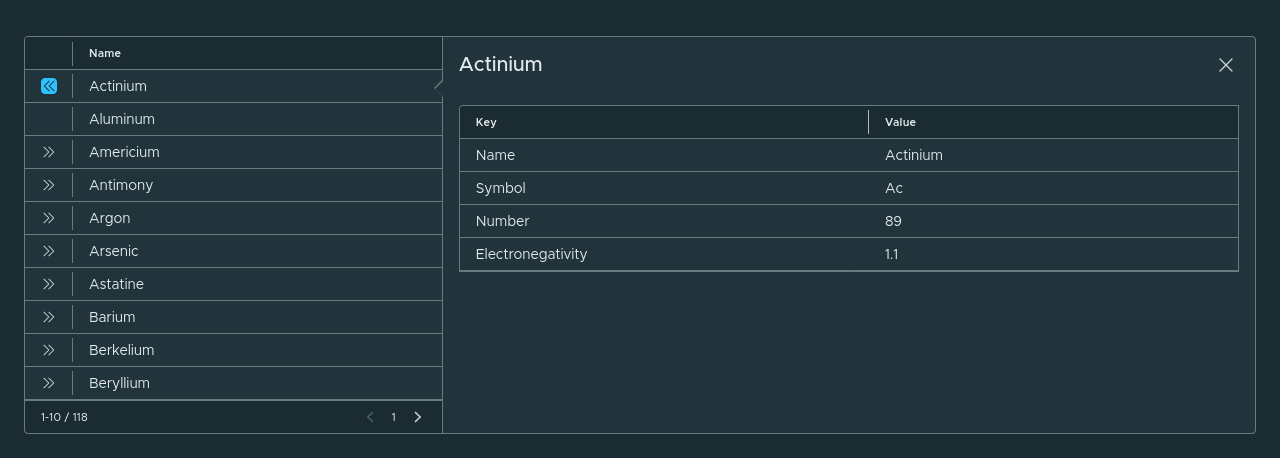 Name
Actinium
Aluminum
Americium
Antimony
Argon
Arsenic
Astatine
Barium
Berkelium
Beryllium
1-10 / 118
1
Actinium
Key Value
Name Actinium
Symbol Ac
Number 89
Electronegativity 1.1